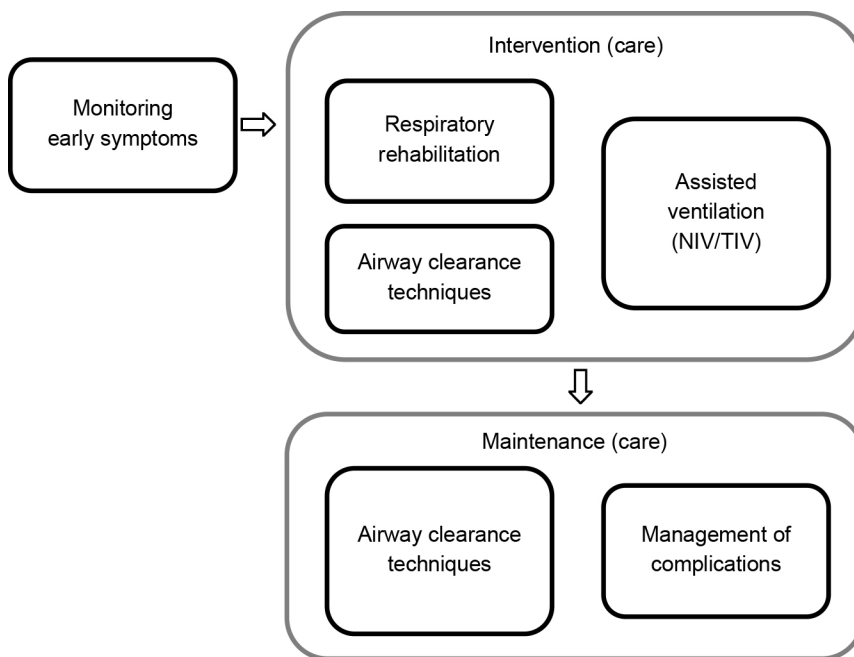 Monitoring
early symptoms
Intervention (care)
Respiratory
rehabilitation
Airway clearance
techniques
Assisted
ventilation
(NIV/TIV)
Maintenance (care)
Airway clearance
techniques
Management of
complications